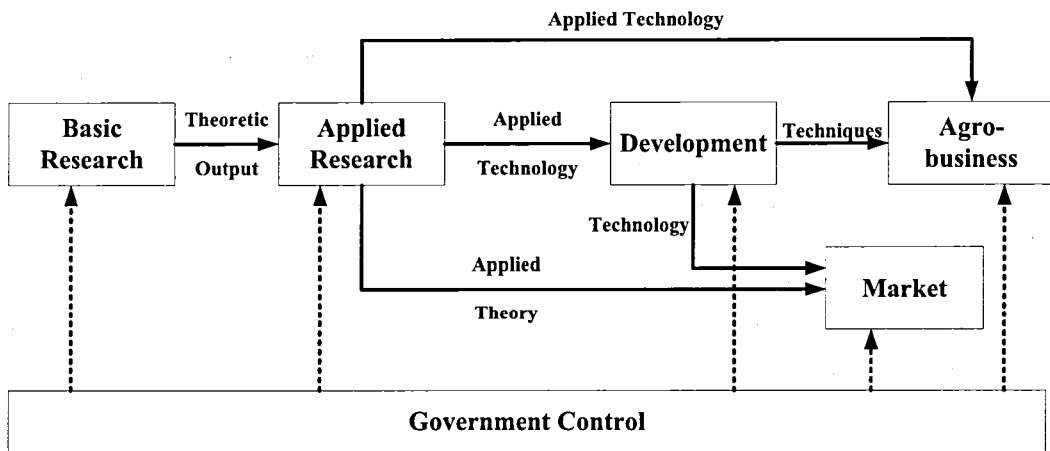 Applied Technology
Basic
Research
Theoretic
Output
Applied
Research
Applied
Technology
Development
Techniques
Agro-
business
Technology
Applied
Theory
Market
Government Control